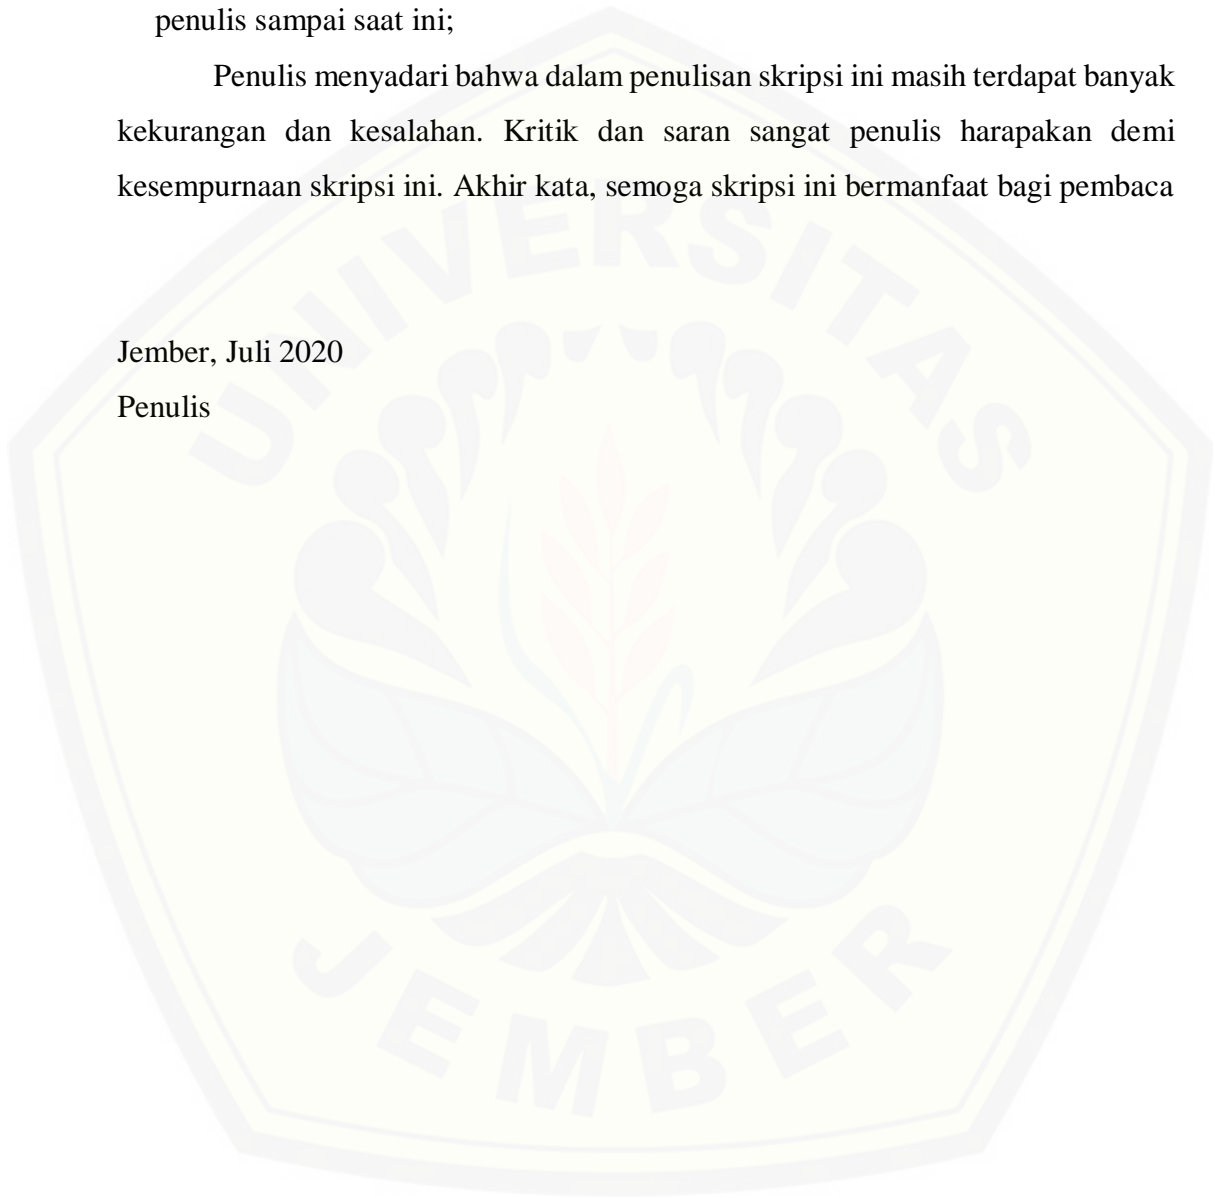 penulis sampai saat ini;
Penulis menyadari bahwa dalam penulisan skripsi ini masih terdapat banyak
kekurangan dan kesalahan. Kritik dan saran sangat penulis harapakan demi
kesempurnaan skripsi ini. Akhir kata, semoga skripsi ini bermanfaat bagi pembaca
UNIVERSITAS
Jember, Juli 2020
Penulis
JEMBER